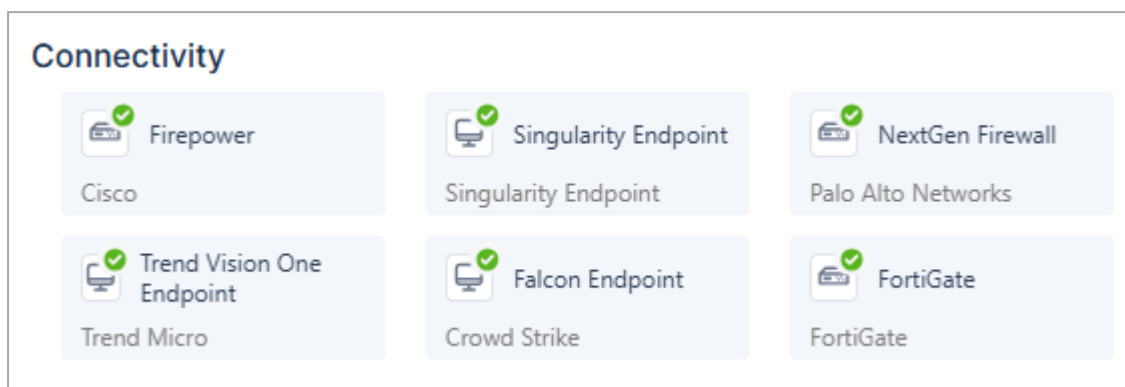 Connectivity
Firepower
Cisco
Singularity Endpoint
Singularity Endpoint
NextGen Firewall
Palo Alto Networks
Trend Vision One
Endpoint
Trend Micro
Falcon Endpoint
Crowd Strike
FortiGate
FortiGate